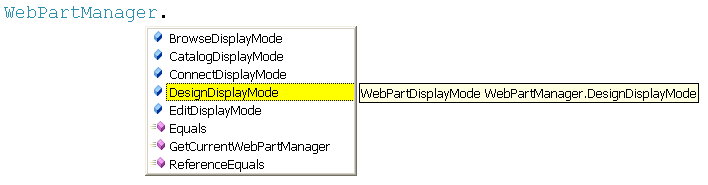 WebPartManager.
BrowseDisplayMode
CatalogDisplayMode
ConnectDisplayMode
DesignDisplayMode WebPartDisplayMode WebPartManager.DesignDisplayMode
EditDisplayMode
Equals
GetCurrentWebPartManager
ReferenceEquals